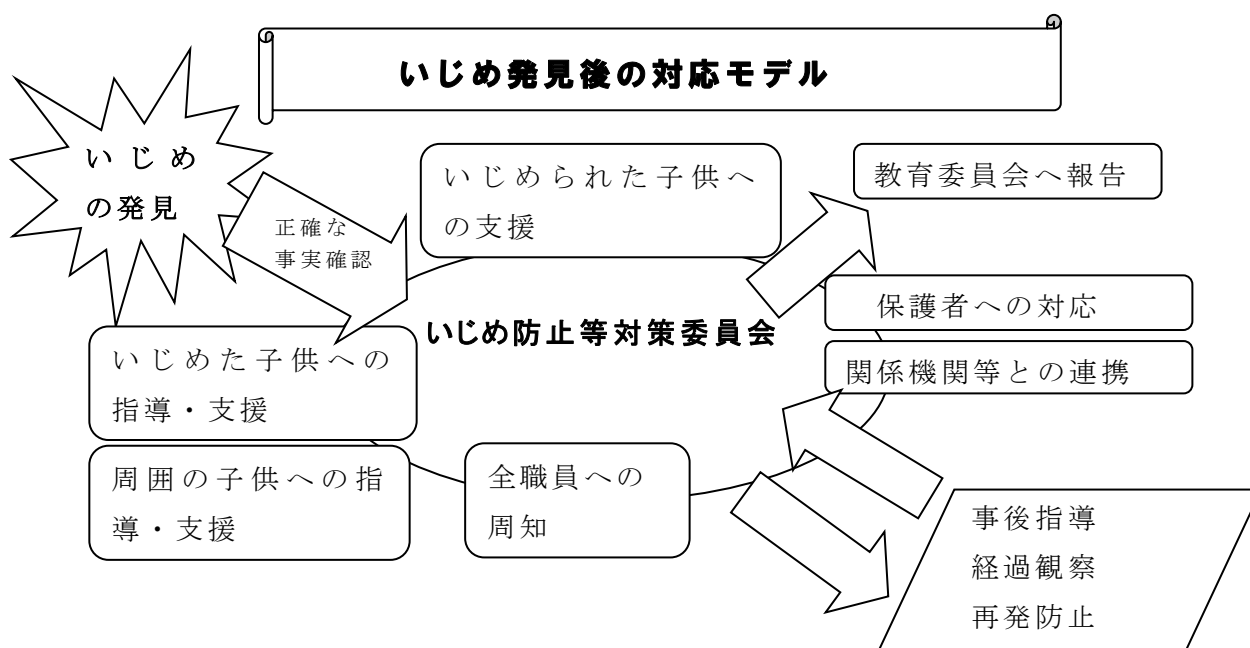 いじめ発見後の対応モデル
いじめ
の発見
正確な
事実確認
いじめられた子供へ
の支援
教育委員会へ報告
保護者への対応
関係機関等との連携
いじめ防止等対策委員会
いじめた子供への
指導・支援
周囲の子供への指
導・支援
全職員への
周知
事後指導
経過観察
再発防止